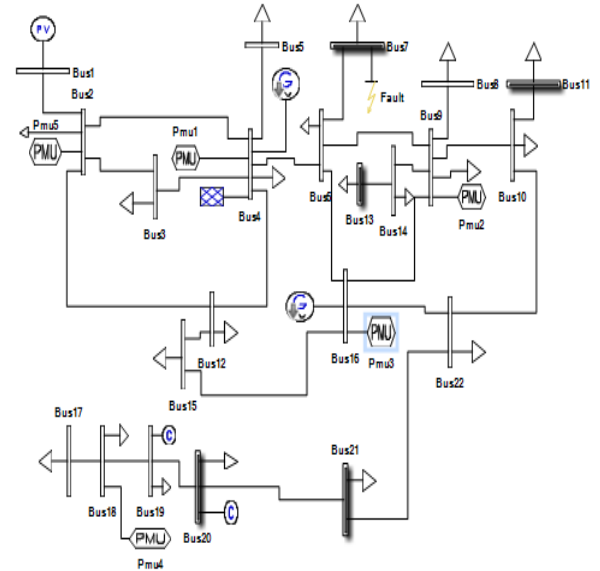 PV
Bus1
Bus2
Bus5
Bus7
Fault
Bus8
Bus11
G
Pmu5
PMU
Pmu1
PMU
Bus9
Bus3
Bus4
Bus6
Bus13
Bus14
PMU
Pmu2
Bus10
G
Bus12
Bus15
Bus16
PMU
Pmu3
Bus22
Bus17
Bus18
Bus19
C
Bus20
C
Bus21
PMU
Pmu4